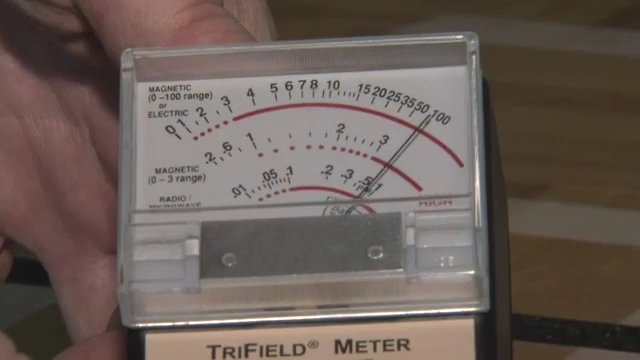 MAGNETIC
(0–100 range)
or
ELECTRIC
0 1 2 3 4 5 6 7 8 10 15 20 25 35 50 100
MAGNETIC
(0–3 range)
.2 .6 1 2 3
RADIO/
MICROWAVE
.01 .05 .1 .2 .3 .5 1
HIGH
TRIFIELD® METER